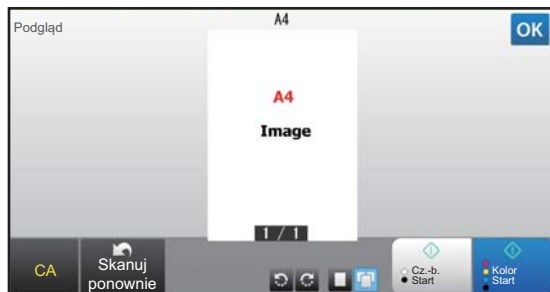 Podgląd
A4
OK
A4
Image
1 / 1
CA
Skanuj
ponownie
Cz.-b.
Start
Kolor
Start